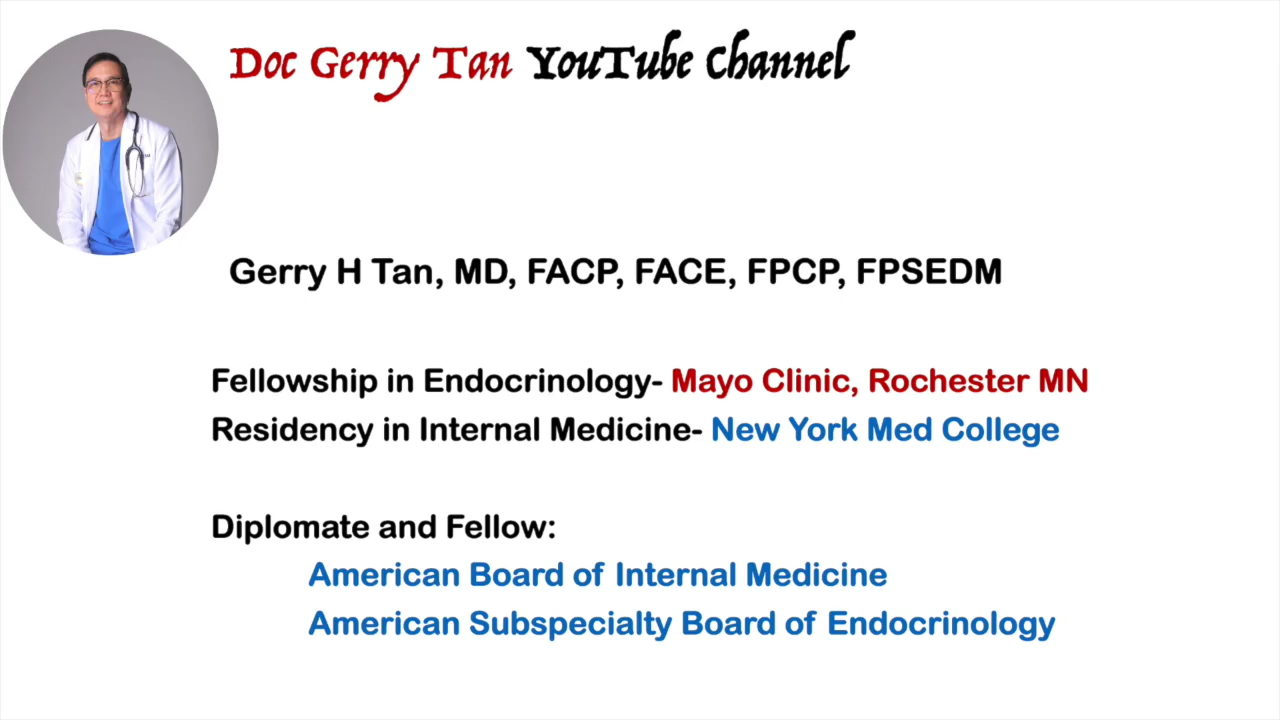 Doc Gerry Tan YouTube Channel
Gerry H Tan, MD, FACP, FACE, FPCP, FPSEDM
Fellowship in Endocrinology- Mayo Clinic, Rochester MN
Residency in Internal Medicine- New York Med College
Diplomate and Fellow:
American Board of Internal Medicine
American Subspecialty Board of Endocrinology